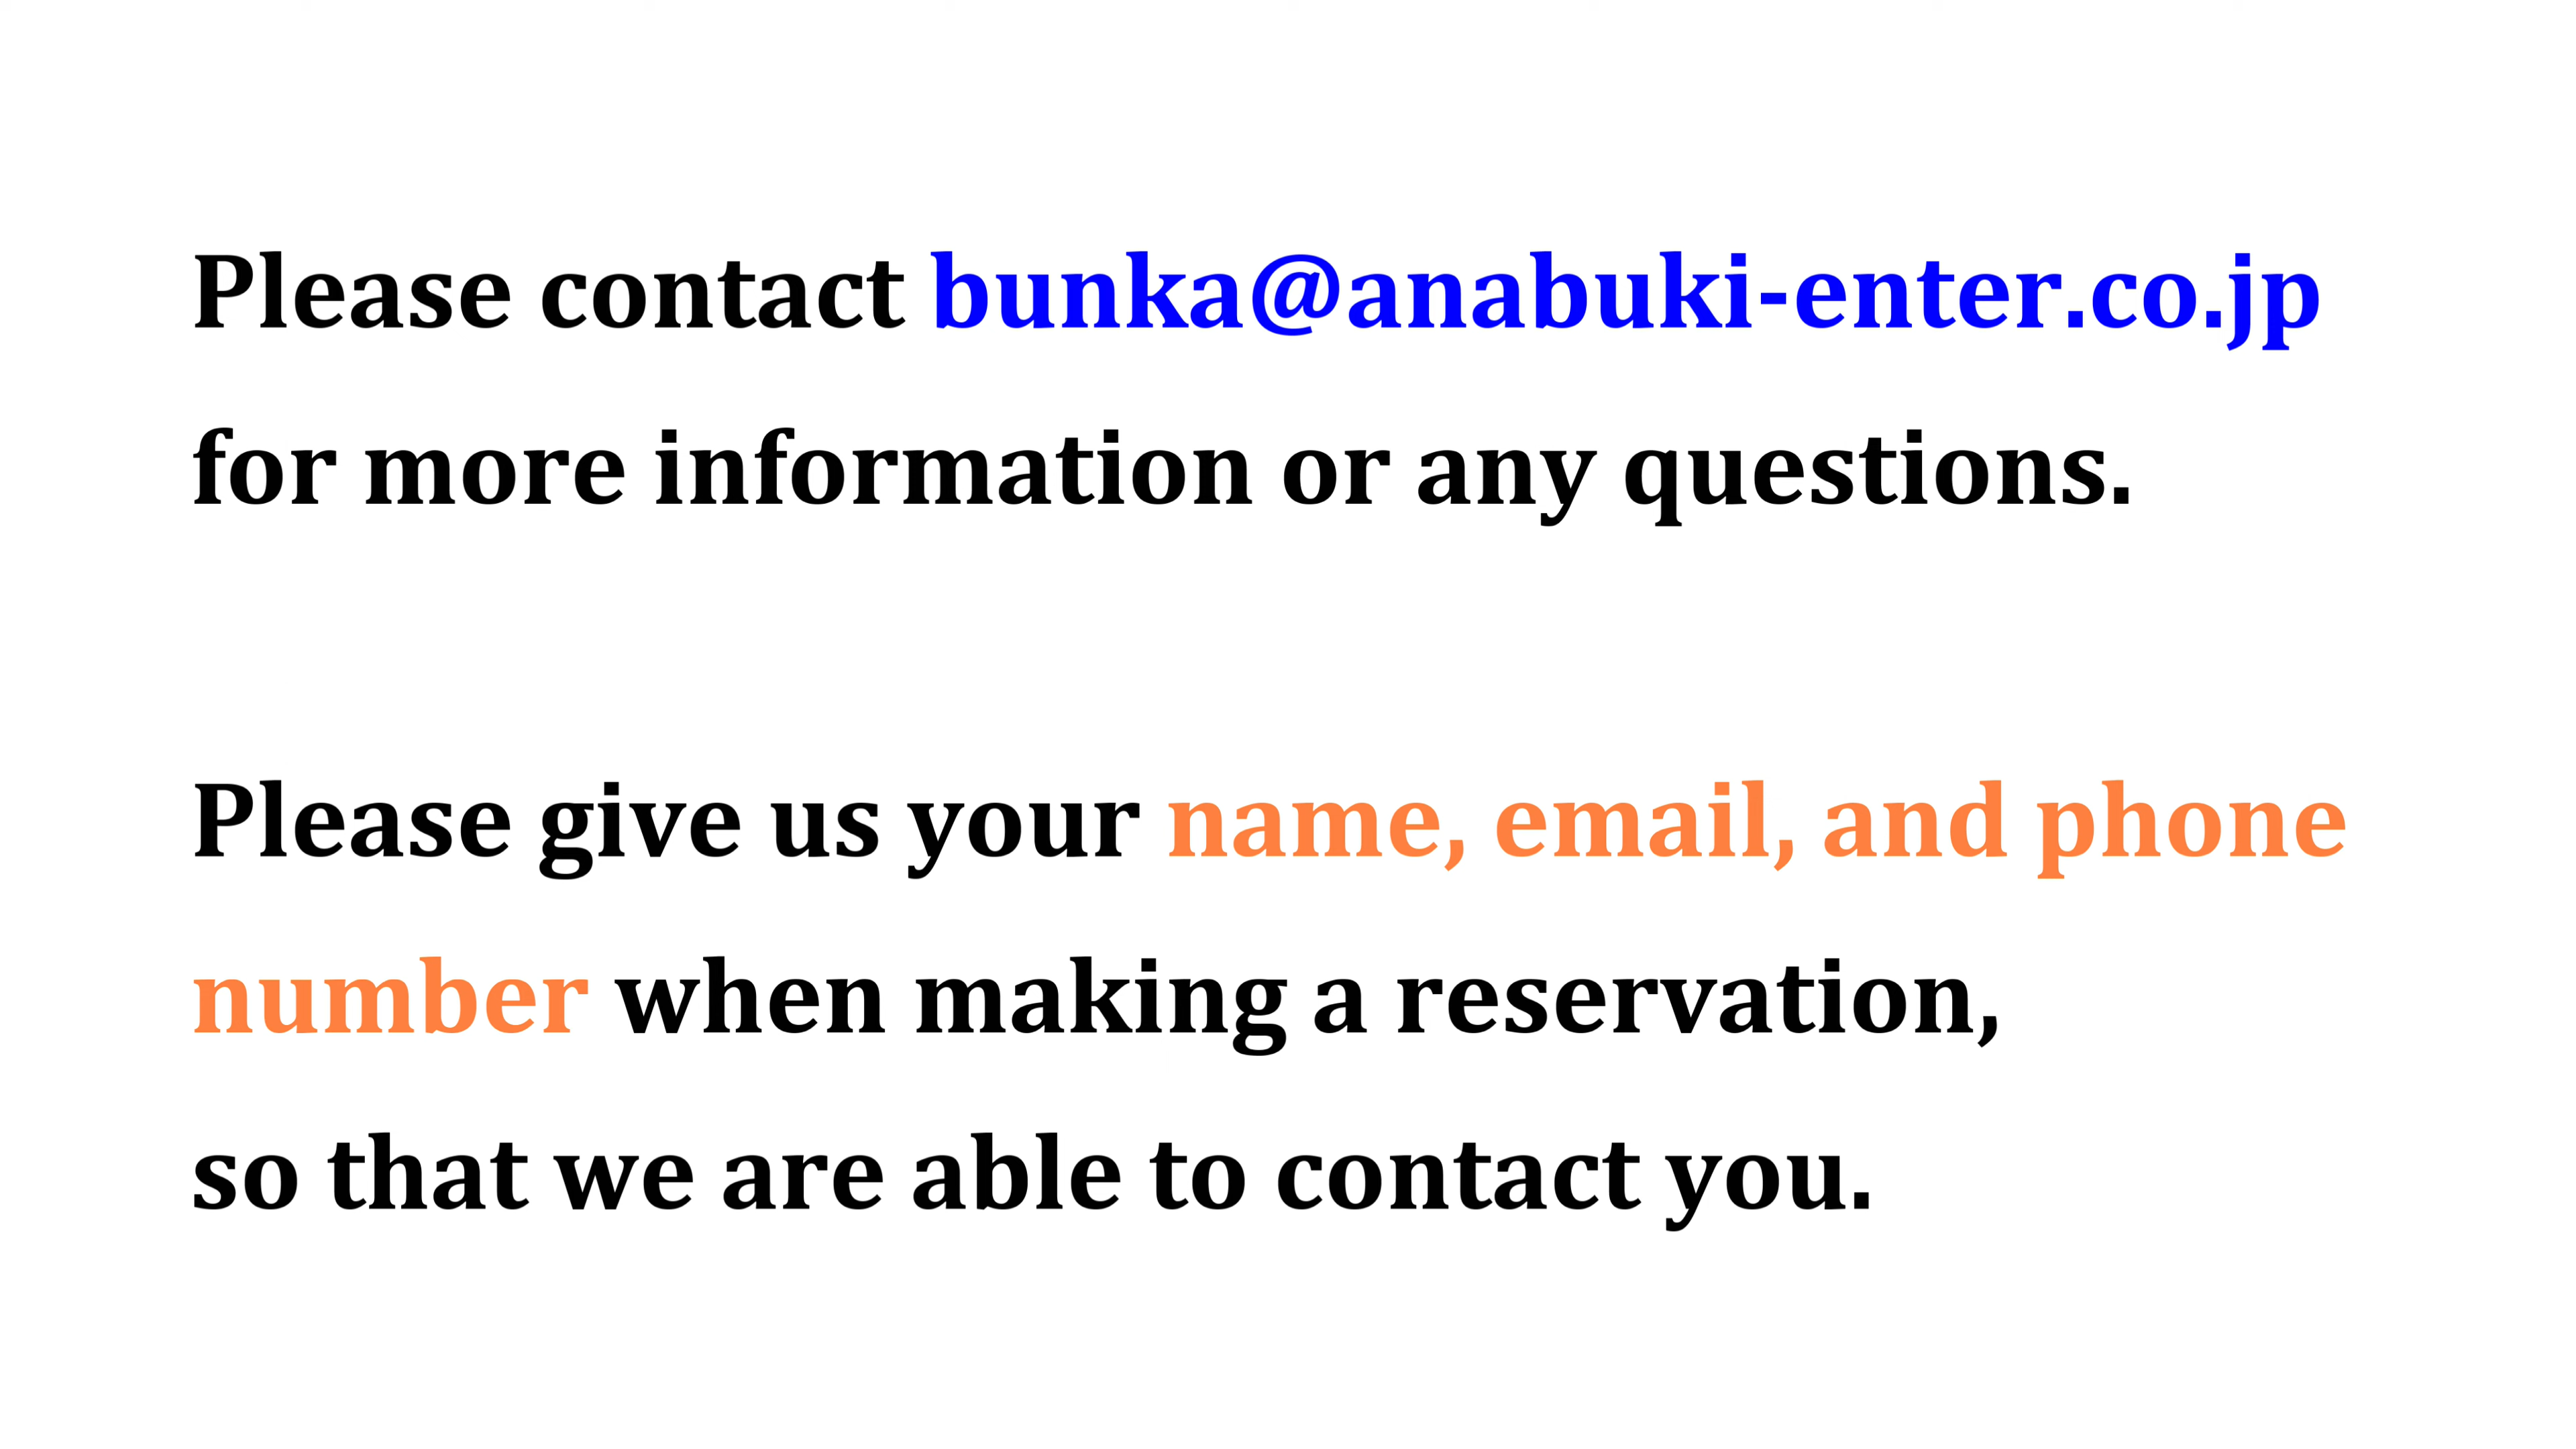 Please contact bunka@anabuki-enter.co.jp
for more information or any questions.
Please give us your name, email, and phone
number when making a reservation,
so that we are able to contact you.